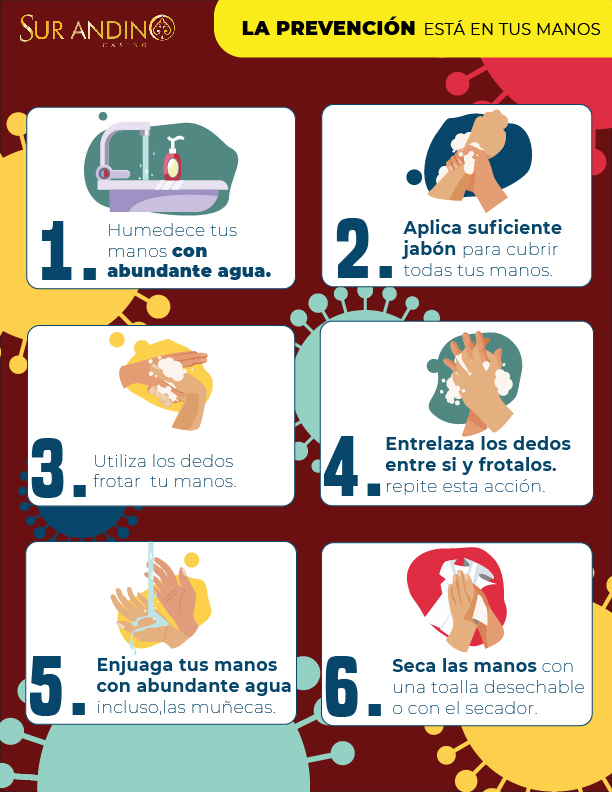 SUR ANDINO
CASINO
LA PREVENCIÓN ESTÁ EN TUS MANOS
1.
Humedece tus
manos con
abundante agua.
2.
Aplica suficiente
jabón para cubrir
todas tus manos.
3.
Utiliza los dedos
frotar tu manos.
4.
Entrelaza los dedos
entre si y frotalos.
repite esta acción.
5.
Enjuaga tus manos
con abundante agua
incluso,las muñecas.
6.
Seca las manos con
una toalla desechable
o con el secador.